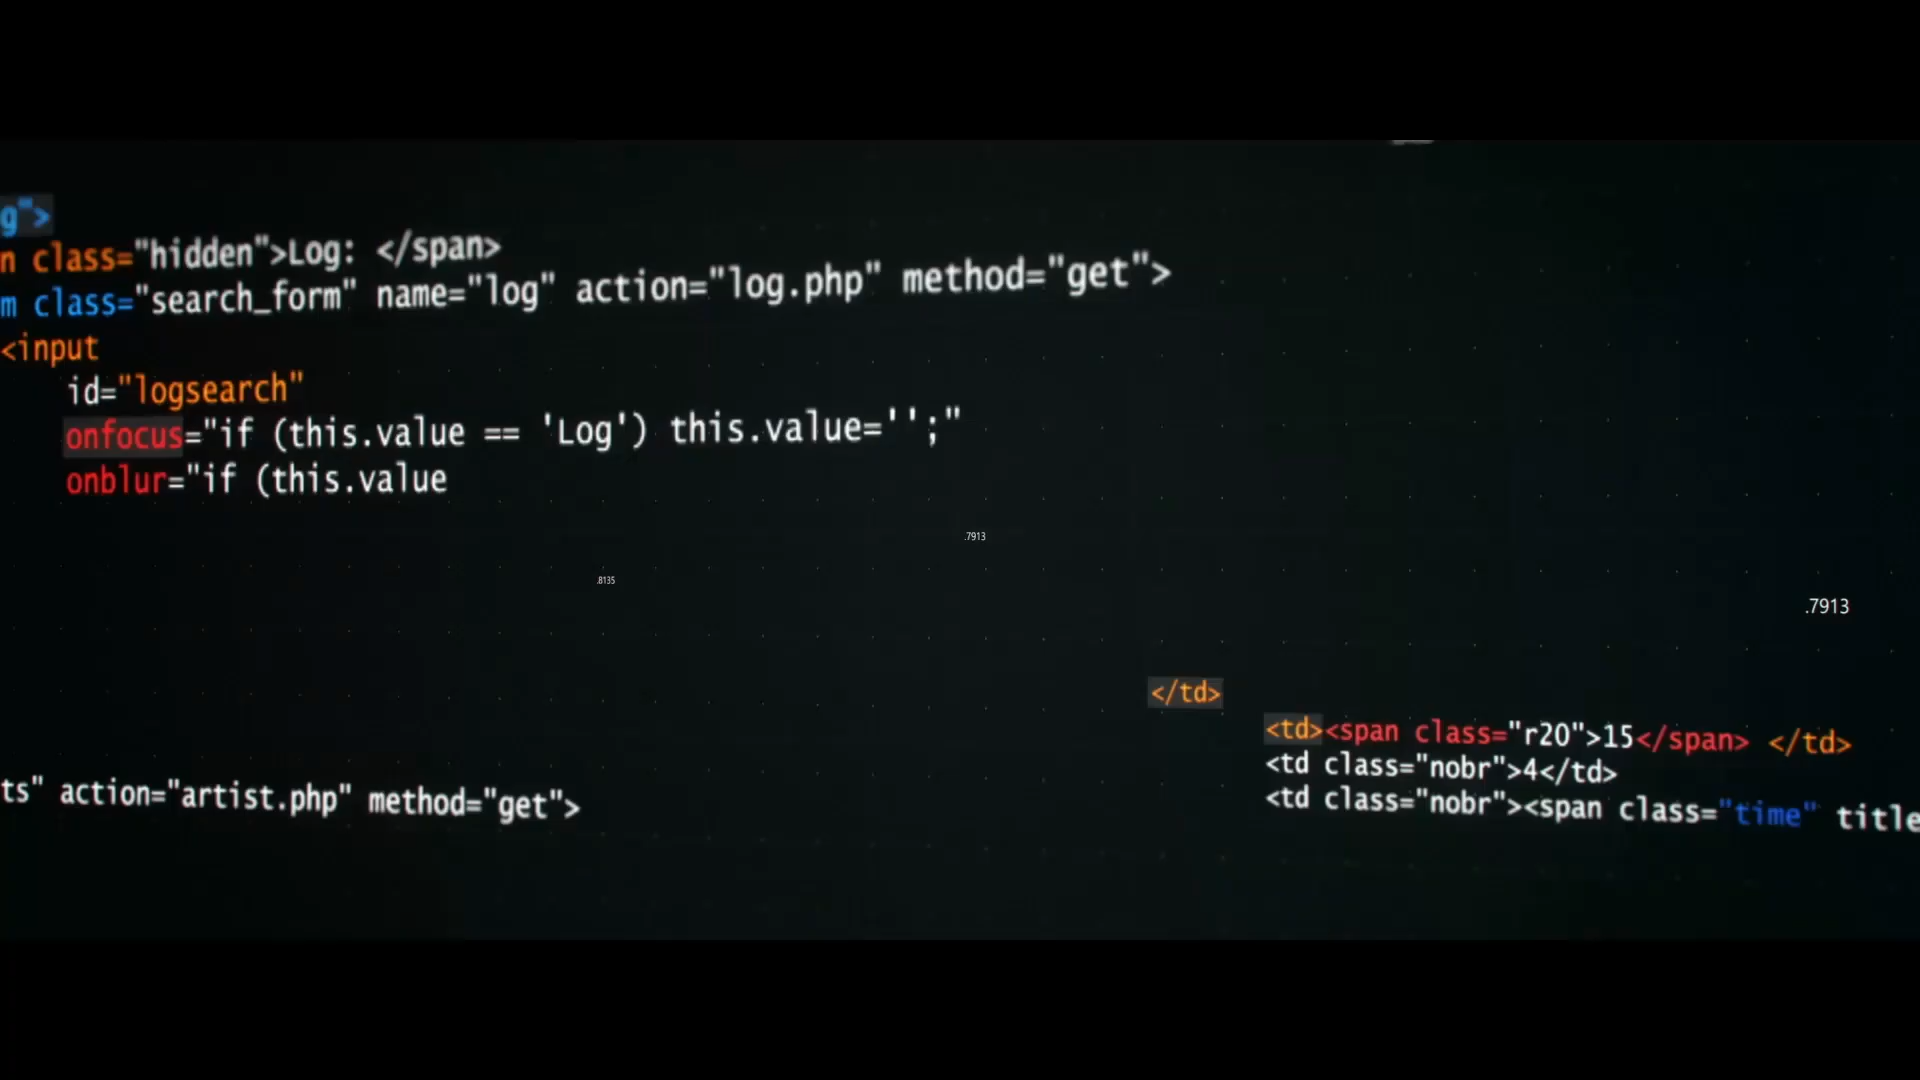 g">
n class="hidden">Log: </span>
m class="search_form" name="log" action="log.php" method="get">
<input
id="logsearch"
onfocus="if (this.value == 'Log') this.value='';"
onblur="if (this.value
.7913
.8135
.7913
</td>
<td><span class="r20">15</span> </td>
<td class="nobr">4</td>
<td class="nobr"><span class="time" title
ts" action="artist.php" method="get">